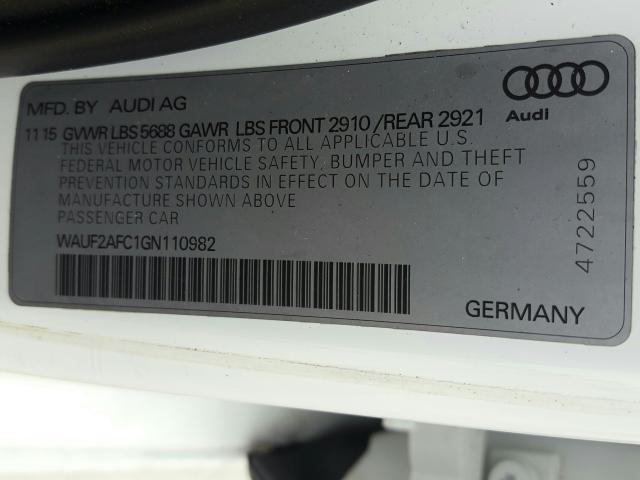 MFD. BY AUDI AG
Audi
11 15 GVWR LBS 5688 GAWR LBS FRONT 2910 / REAR 2921
THIS VEHICLE CONFORMS TO ALL APPLICABLE U.S.
FEDERAL MOTOR VEHICLE SAFETY, BUMPER AND THEFT
PREVENTION STANDARDS IN EFFECT ON THE DATE OF
MANUFACTURE SHOWN ABOVE
PASSENGER CAR
WAUF2AFC1GN110982
4722559
GERMANY